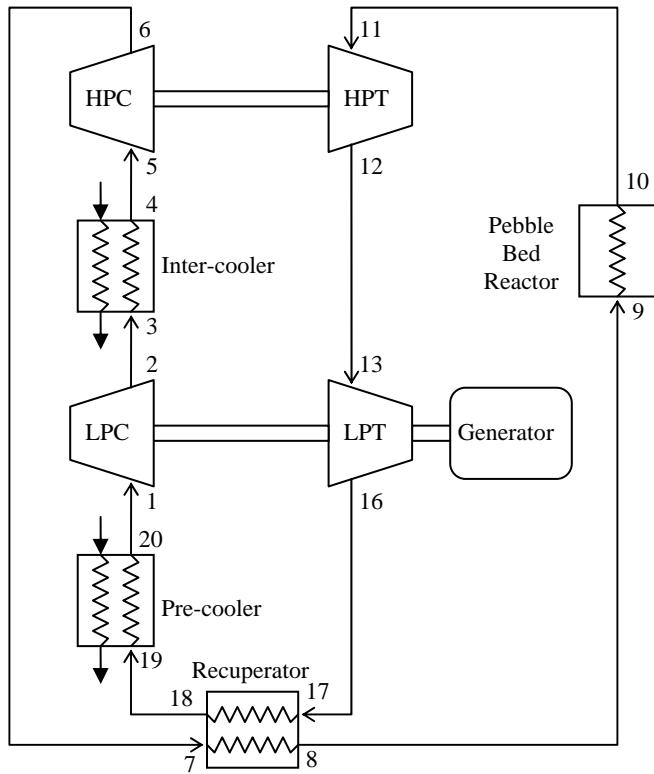 6
11
HPC
HPT
5
12
4
10
Inter-cooler
Pebble
Bed
Reactor
3
9
2
13
LPC
LPT
Generator
1
16
20
Pre-cooler
19
Recuperator
18
17
7
8